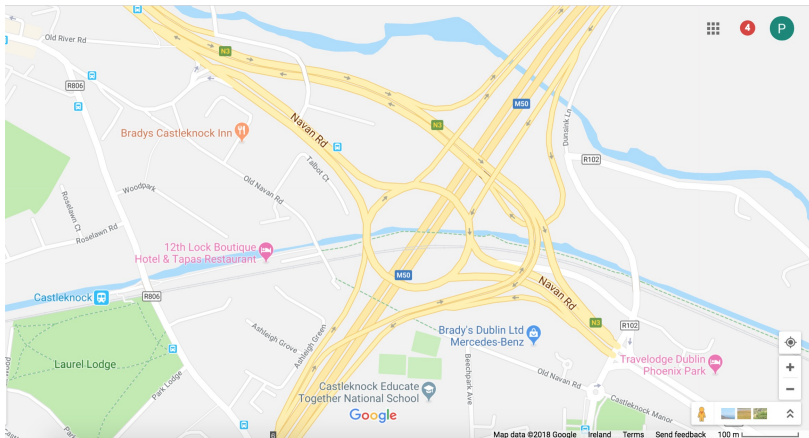 Old River Rd
N3
R806
4
P
M50
N3
Navan Rd
Bradys Castleknock Inn
Dunsink Ln
R102
Talbot Ct
Old Navan Rd
Woodpark
Roselawn Ct
Roselawn Rd
12th Lock Boutique
Hotel & Tapas Restaurant
M50
Navan Rd
Castleknock
R806
N3
R102
Ashleigh Grove
Ashleigh Green
Brady's Dublin Ltd
Mercedes-Benz
Laurel Lodge
Park Lodge
Travelodge Dublin
Phoenix Park
Old Navan Rd
Beechpark Ave
Castleknock Educate
Together National School
Castleknock Manor
Google
Map data ©2018 Google Ireland Terms Send feedback 100 m